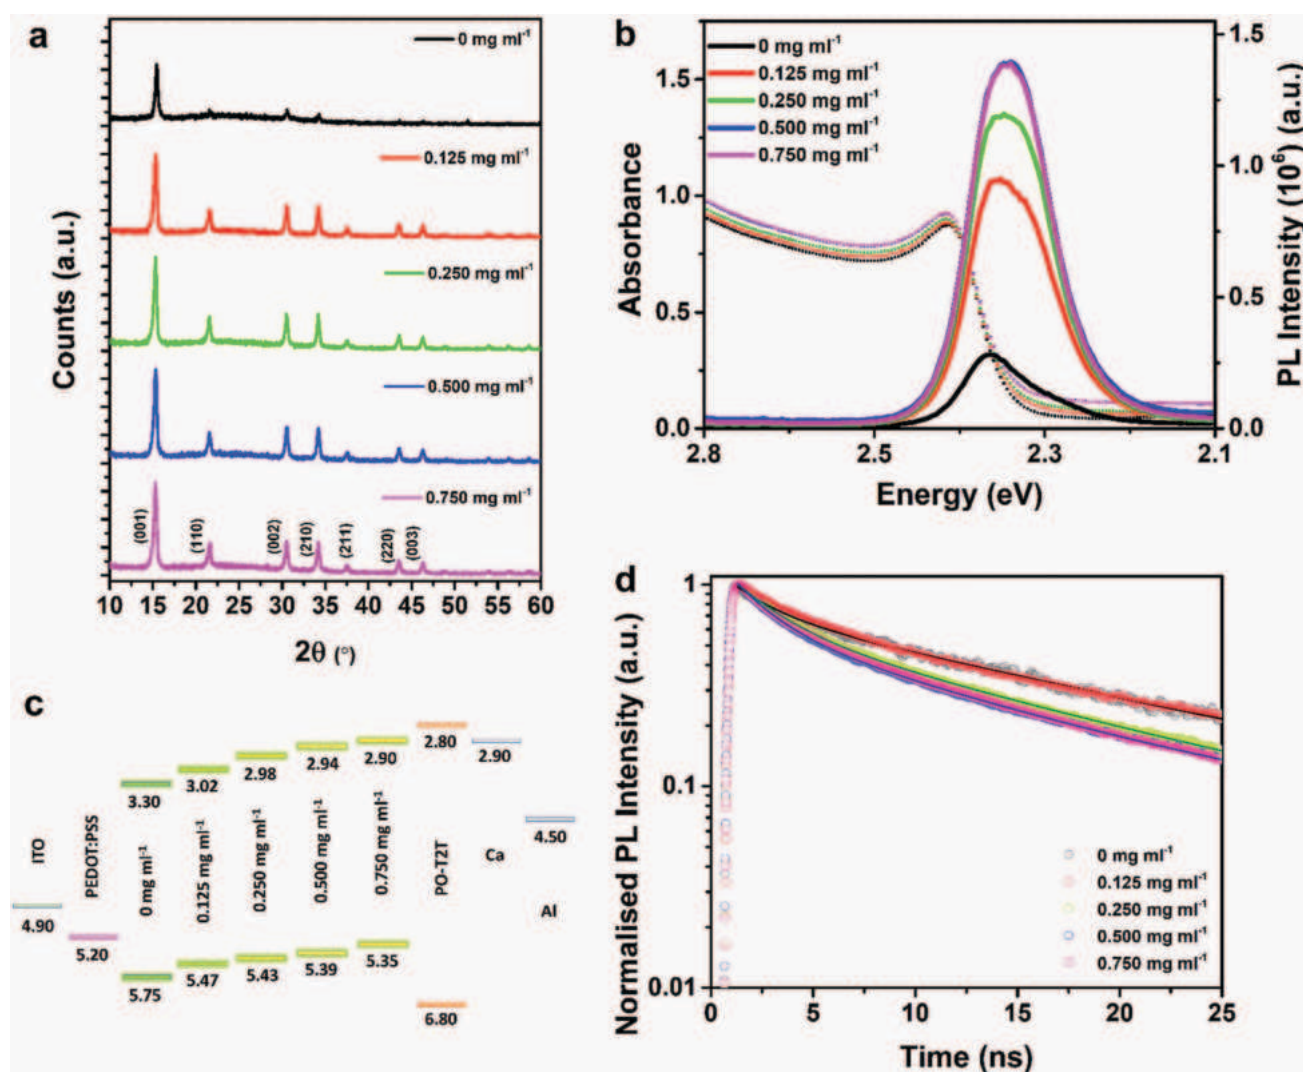 a
0 mg ml⁻¹
0.125 mg ml⁻¹
0.250 mg ml⁻¹
0.500 mg ml⁻¹
0.750 mg ml⁻¹
(001)
(110)
(002)
(210)
(211)
(220)
(003)
Counts (a.u.)
10 15 20 25 30 35 40 45 50 55 60
2θ (°)
b
0 mg ml⁻¹
0.125 mg ml⁻¹
0.250 mg ml⁻¹
0.500 mg ml⁻¹
0.750 mg ml⁻¹
Absorbance
1.5
1.0
0.5
0.0
PL Intensity (10⁶) (a.u.)
1.5
1.0
0.5
0.0
2.8 2.5 2.3 2.1
Energy (eV)
c
ITO
4.90
PEDOT:PSS
5.20
3.30
0 mg ml⁻¹
5.75
3.02
0.125 mg ml⁻¹
5.47
2.98
0.250 mg ml⁻¹
5.43
2.94
0.500 mg ml⁻¹
5.39
2.90
0.750 mg ml⁻¹
5.35
2.80
PO-T2T
6.80
2.90
Ca
4.50
Al
d
Normalised PL Intensity (a.u.)
1
0.1
0.01
0 mg ml⁻¹
0.125 mg ml⁻¹
0.250 mg ml⁻¹
0.500 mg ml⁻¹
0.750 mg ml⁻¹
0 5 10 15 20 25
Time (ns)